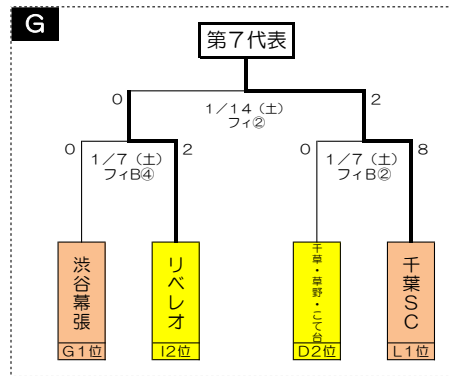 G
第７代表
0
2
１／14（土）
フィ②
0
2
0
8
１／７（土）
フィB④
１／７（土）
フィB②
渋谷幕張
リベレオ
千草・草野・こて台
千葉SC
G１位
I2位
D２位
L１位